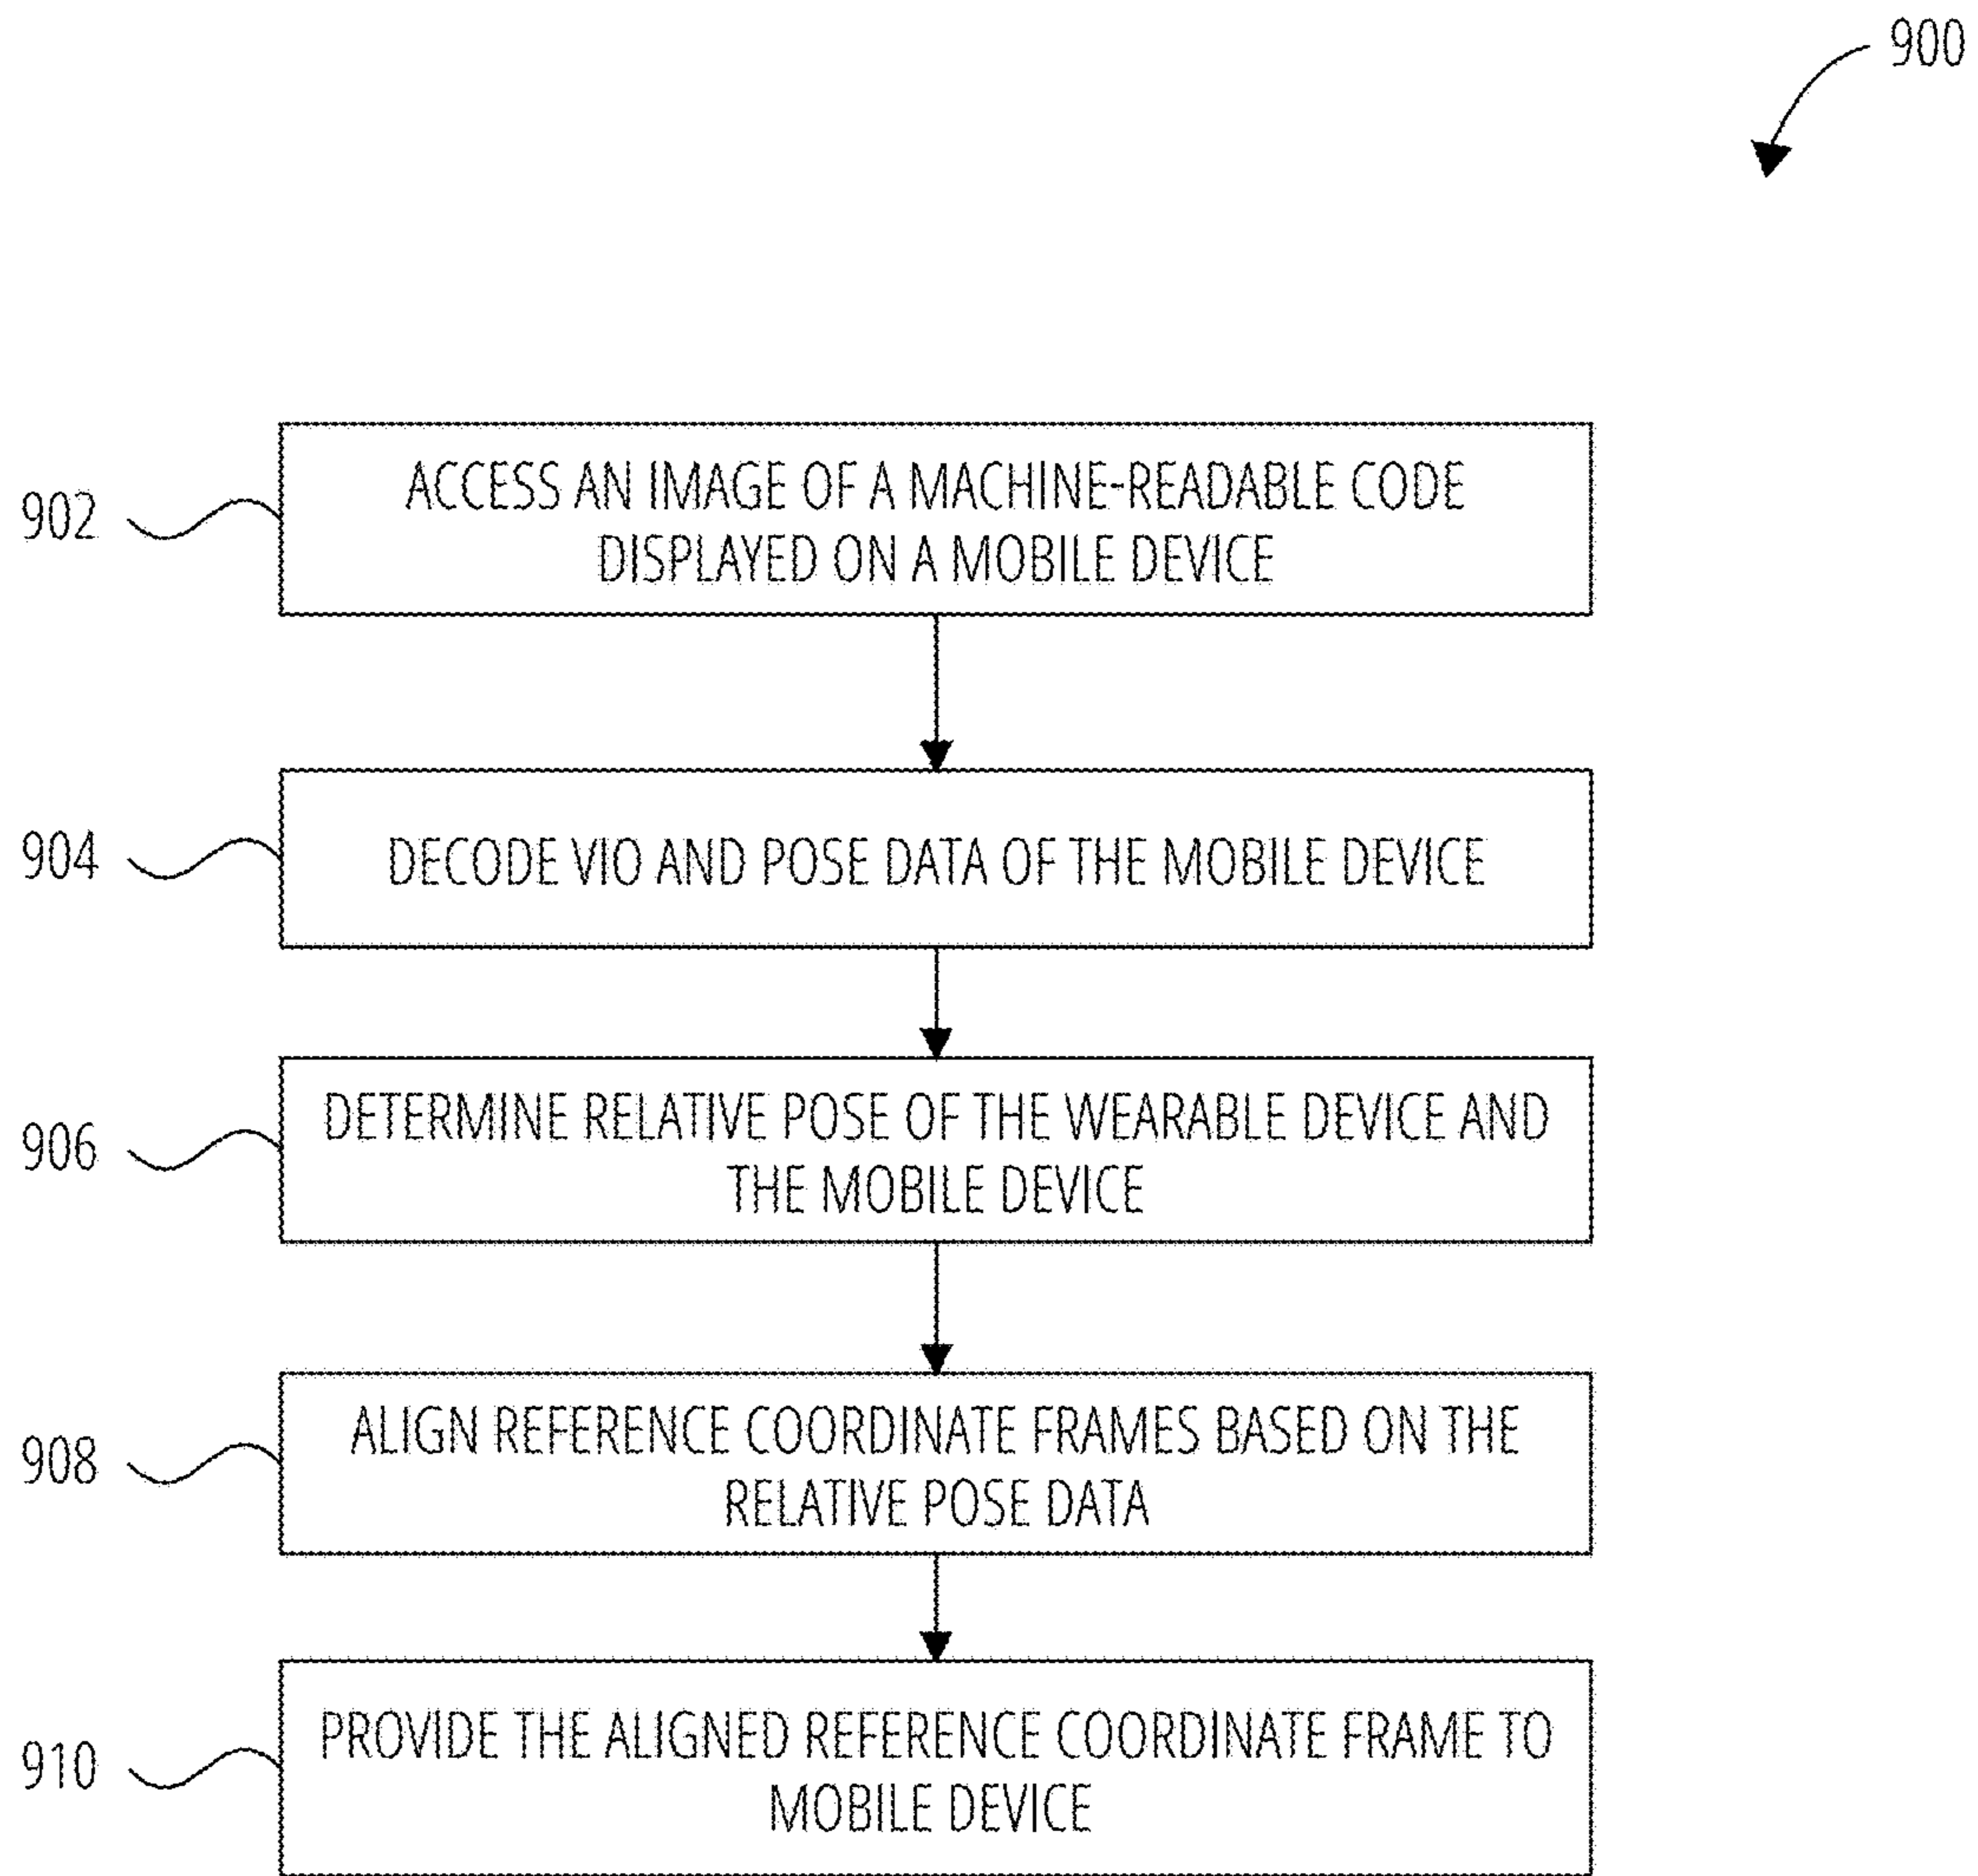 900
902
ACCESS AN IMAGE OF A MACHINE-READABLE CODE
DISPLAYED ON A MOBILE DEVICE
904
DECODE VIO AND POSE DATA OF THE MOBILE DEVICE
906
DETERMINE RELATIVE POSE OF THE WEARABLE DEVICE AND
THE MOBILE DEVICE
908
ALIGN REFERENCE COORDINATE FRAMES BASED ON THE
RELATIVE POSE DATA
910
PROVIDE THE ALIGNED REFERENCE COORDINATE FRAME TO
MOBILE DEVICE